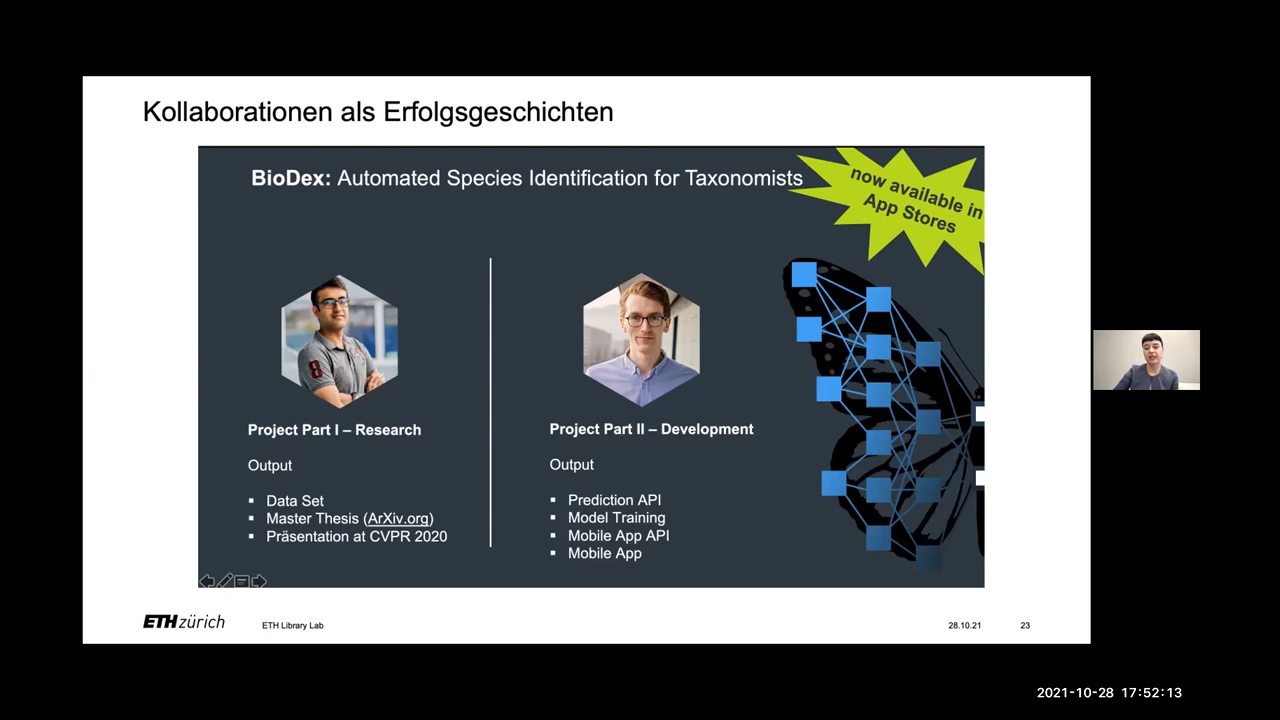 Kollaborationen als Erfolgsgeschichten
BioDex: Automated Species Identification for Taxonomists
now available in
App Stores
Project Part I – Research
Output
▪ Data Set
▪ Master Thesis (ArXiv.org)
▪ Präsentation at CVPR 2020
Project Part II – Development
Output
▪ Prediction API
▪ Model Training
▪ Mobile App API
▪ Mobile App
8
ETH zürich
ETH Library Lab
28.10.21
23
2021-10-28 17:52:13